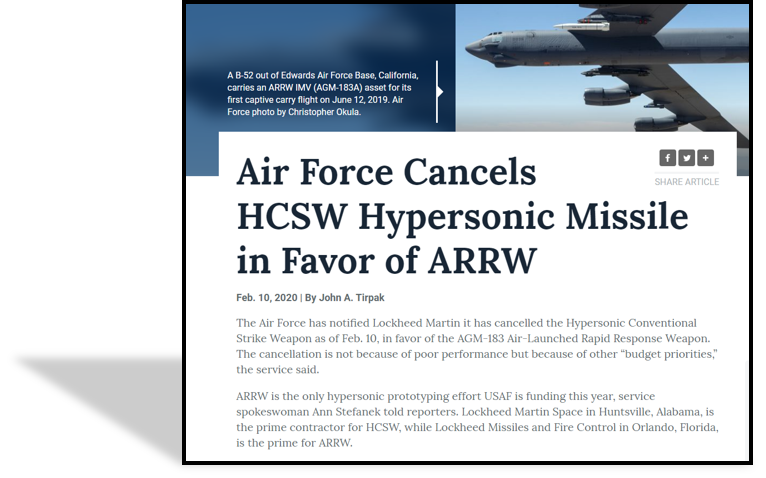 A B-52 out of Edwards Air Force Base, California,
carries an ARRW IMV (AGM-183A) asset for its
first captive carry flight on June 12, 2019. Air
Force photo by Christopher Okula.
Air Force Cancels
HCSW Hypersonic Missile
in Favor of ARRW
SHARE ARTICLE
Feb. 10, 2020 | By John A. Tirpak
The Air Force has notified Lockheed Martin it has cancelled the Hypersonic Conventional
Strike Weapon as of Feb. 10, in favor of the AGM-183 Air-Launched Rapid Response Weapon.
The cancellation is not because of poor performance but because of other “budget priorities,”
the service said.
ARRW is the only hypersonic prototyping effort USAF is funding this year, service
spokeswoman Ann Stefanek told reporters. Lockheed Martin Space in Huntsville, Alabama, is
the prime contractor for HCSW, while Lockheed Missiles and Fire Control in Orlando, Florida,
is the prime for ARRW.